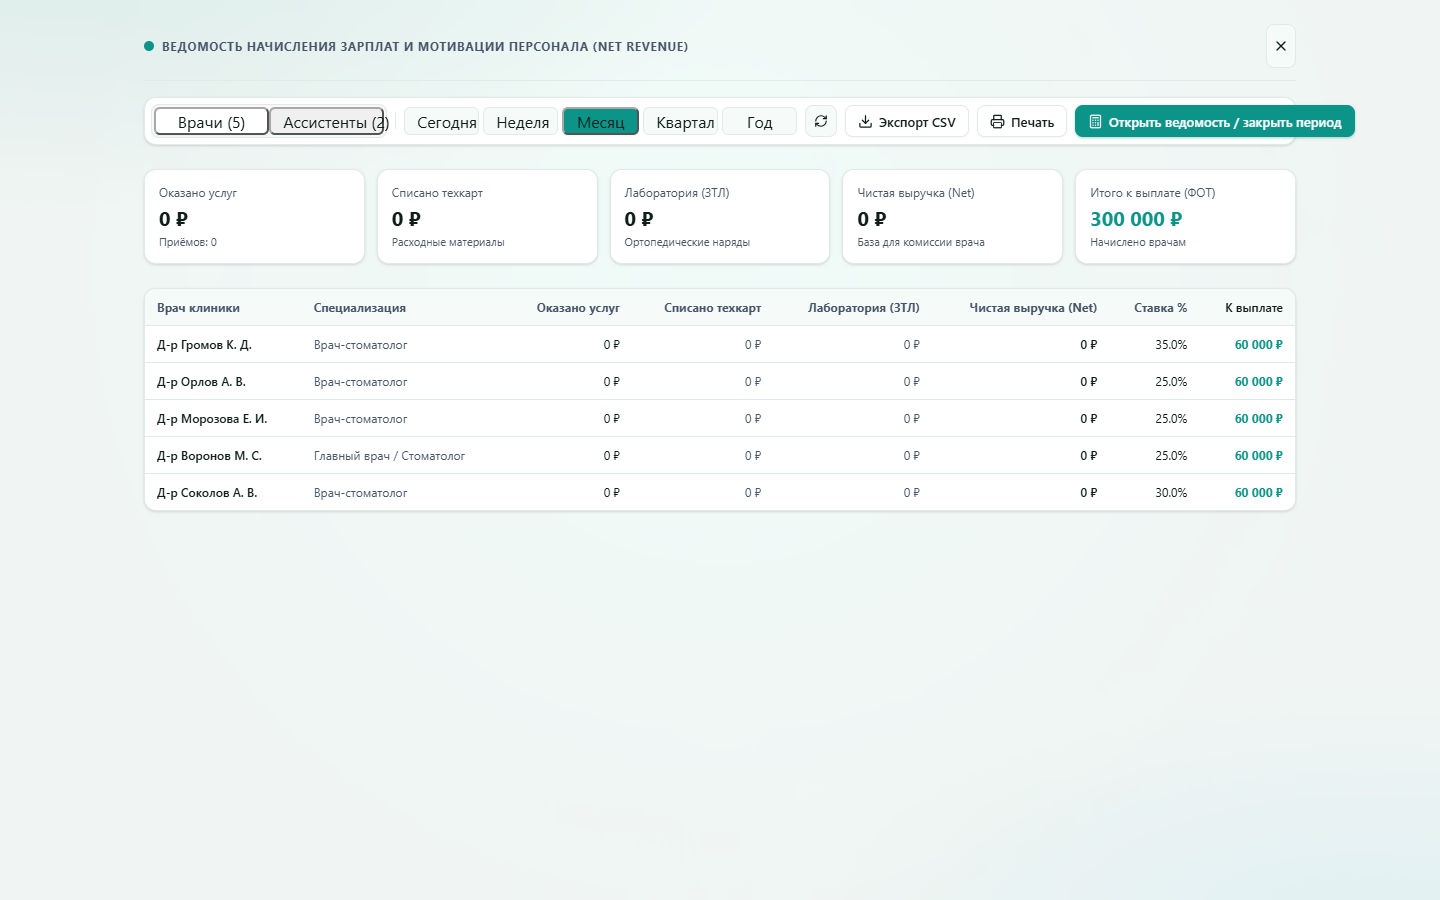 ВЕДОМОСТЬ НАЧИСЛЕНИЯ ЗАРПЛАТ И МОТИВАЦИИ ПЕРСОНАЛА (NET REVENUE)
Врачи (5) Ассистенты (2) Сегодня Неделя Месяц Квартал Год Экспорт CSV Печать Открыть ведомость / закрыть период
Оказано услуг Списано техкарт Лаборатория (ЗТЛ) Чистая выручка (Net) Итого к выплате (ФОТ)
0 ₽ 0 ₽ 0 ₽ 0 ₽ 300 000 ₽
Приёмов: 0 Расходные материалы Ортопедические наряды База для комиссии врача Начислено врачам
Врач клиники Специализация Оказано услуг Списано техкарт Лаборатория (ЗТЛ) Чистая выручка (Net) Ставка % К выплате
Д-р Громов К. Д. Врач-стоматолог 0 ₽ 0 ₽ 0 ₽ 0 ₽ 35.0% 60 000 ₽
Д-р Орлов А. В. Врач-стоматолог 0 ₽ 0 ₽ 0 ₽ 0 ₽ 25.0% 60 000 ₽
Д-р Морозова Е. И. Врач-стоматолог 0 ₽ 0 ₽ 0 ₽ 0 ₽ 25.0% 60 000 ₽
Д-р Воронов М. С. Главный врач / Стоматолог 0 ₽ 0 ₽ 0 ₽ 0 ₽ 25.0% 60 000 ₽
Д-р Соколов А. В. Врач-стоматолог 0 ₽ 0 ₽ 0 ₽ 0 ₽ 30.0% 60 000 ₽